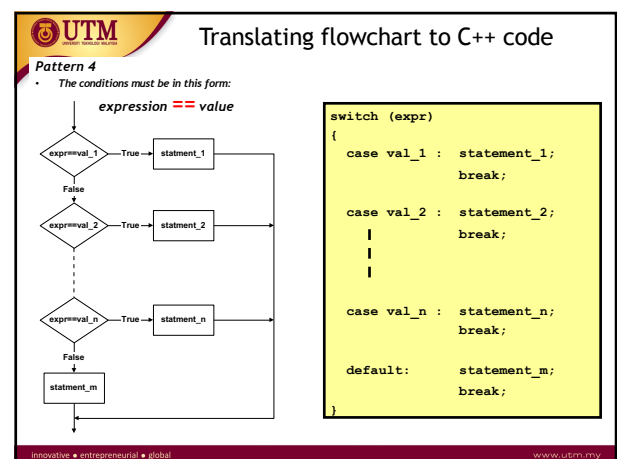 UTM
UNIVERSITI TEKNOLOGI MALAYSIA
Translating flowchart to C++ code
Pattern 4
• The conditions must be in this form:
expression == value
expr==val_1
True
statment_1
False
expr==val_2
True
statment_2
expr==val_n
True
statment_n
False
statment_m
switch (expr)
{
case val_1 : statement_1;
break;
case val_2 : statement_2;
break;
case val_n : statement_n;
break;
default: statement_m;
break;
}
innovative ● entrepreneurial ● global
www.utm.my